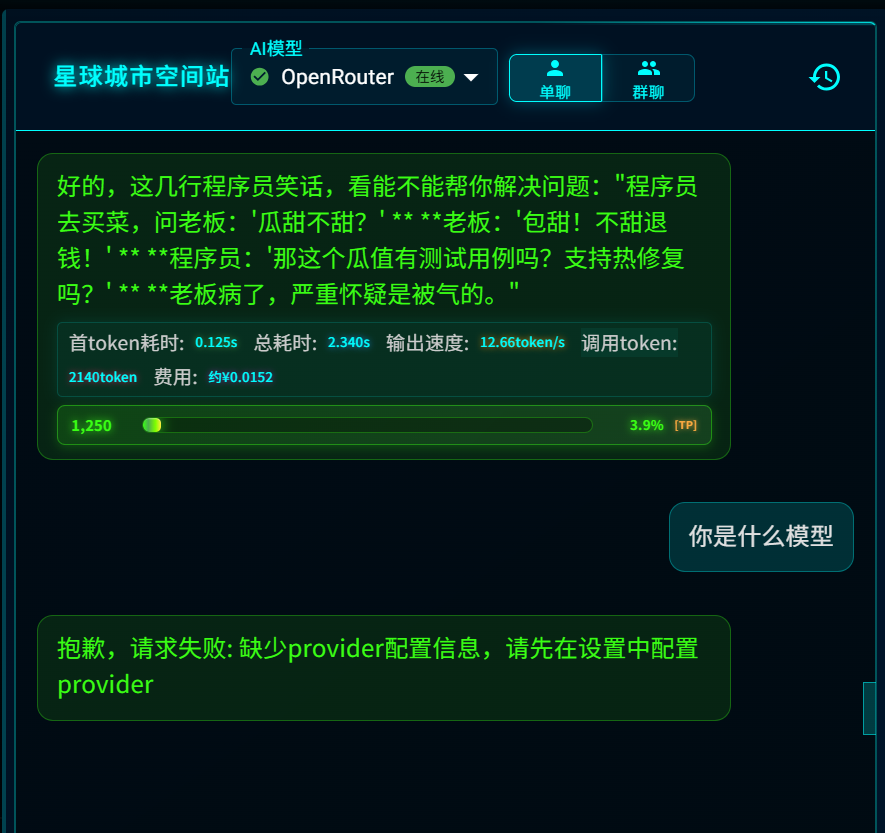 AI模型
星球城市空间站
OpenRouter 在线
单聊
群聊
好的，这几行程序员笑话，看能不能帮你解决问题："程序员
去买菜，问老板：'瓜甜不甜？' ** **老板：'包甜！不甜退
钱！' ** **程序员：'那这个瓜值有测试用例吗？支持热修复
吗？' ** **老板病了，严重怀疑是被气的。"
首token耗时: 0.125s 总耗时: 2.340s 输出速度: 12.66token/s 调用token:
2140token 费用: 约¥0.0152
1,250 3.9% [TP]
你是什么模型
抱歉，请求失败: 缺少provider配置信息，请先在设置中配置
provider